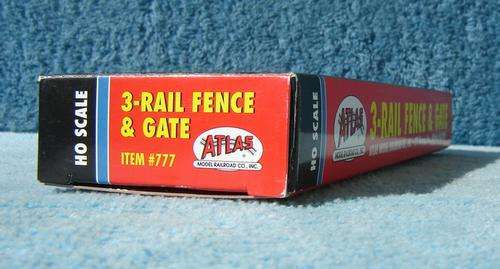 HO SCALE
3-RAIL FENCE
& GATE
ITEM #777
ATLAS
MODEL RAILROAD CO., INC.
HO SCALE
ATLAS
3-RAIL FENCE & GATE